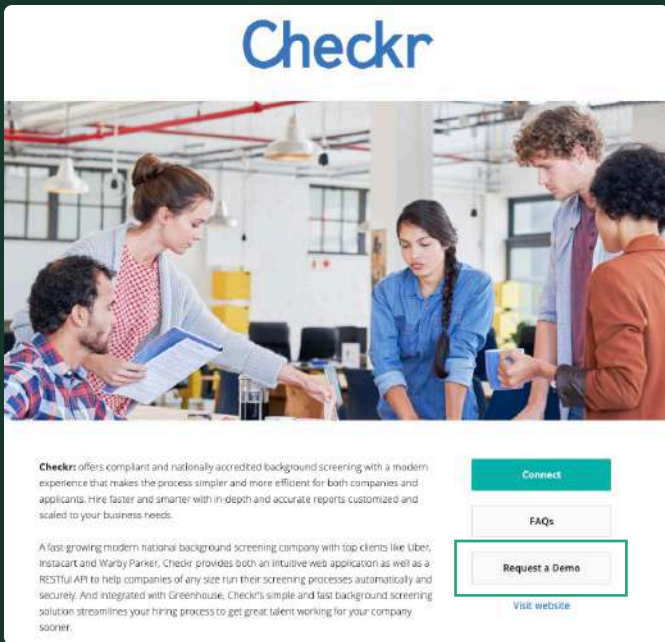 Checkr
Checkr: offers compliant and nationally accredited background screening with a modern
experience that makes the process simpler and more efficient for both companies and
applicants. Hire faster and smarter with in-depth and accurate reports customized and
scaled to your business needs.
A fast-growing modern national background screening company with top clients like Uber,
Instacart and Warby Parker, Checkr provides both an intuitive web application as well as a
RESTful API to help companies of any size run their screening processes automatically and
securely. And integrated with Greenhouse, Checkr's simple and fast background screening
solution streamlines your hiring process to get great talent working for your company
sooner.
Connect
FAQs
Request a Demo
Visit website